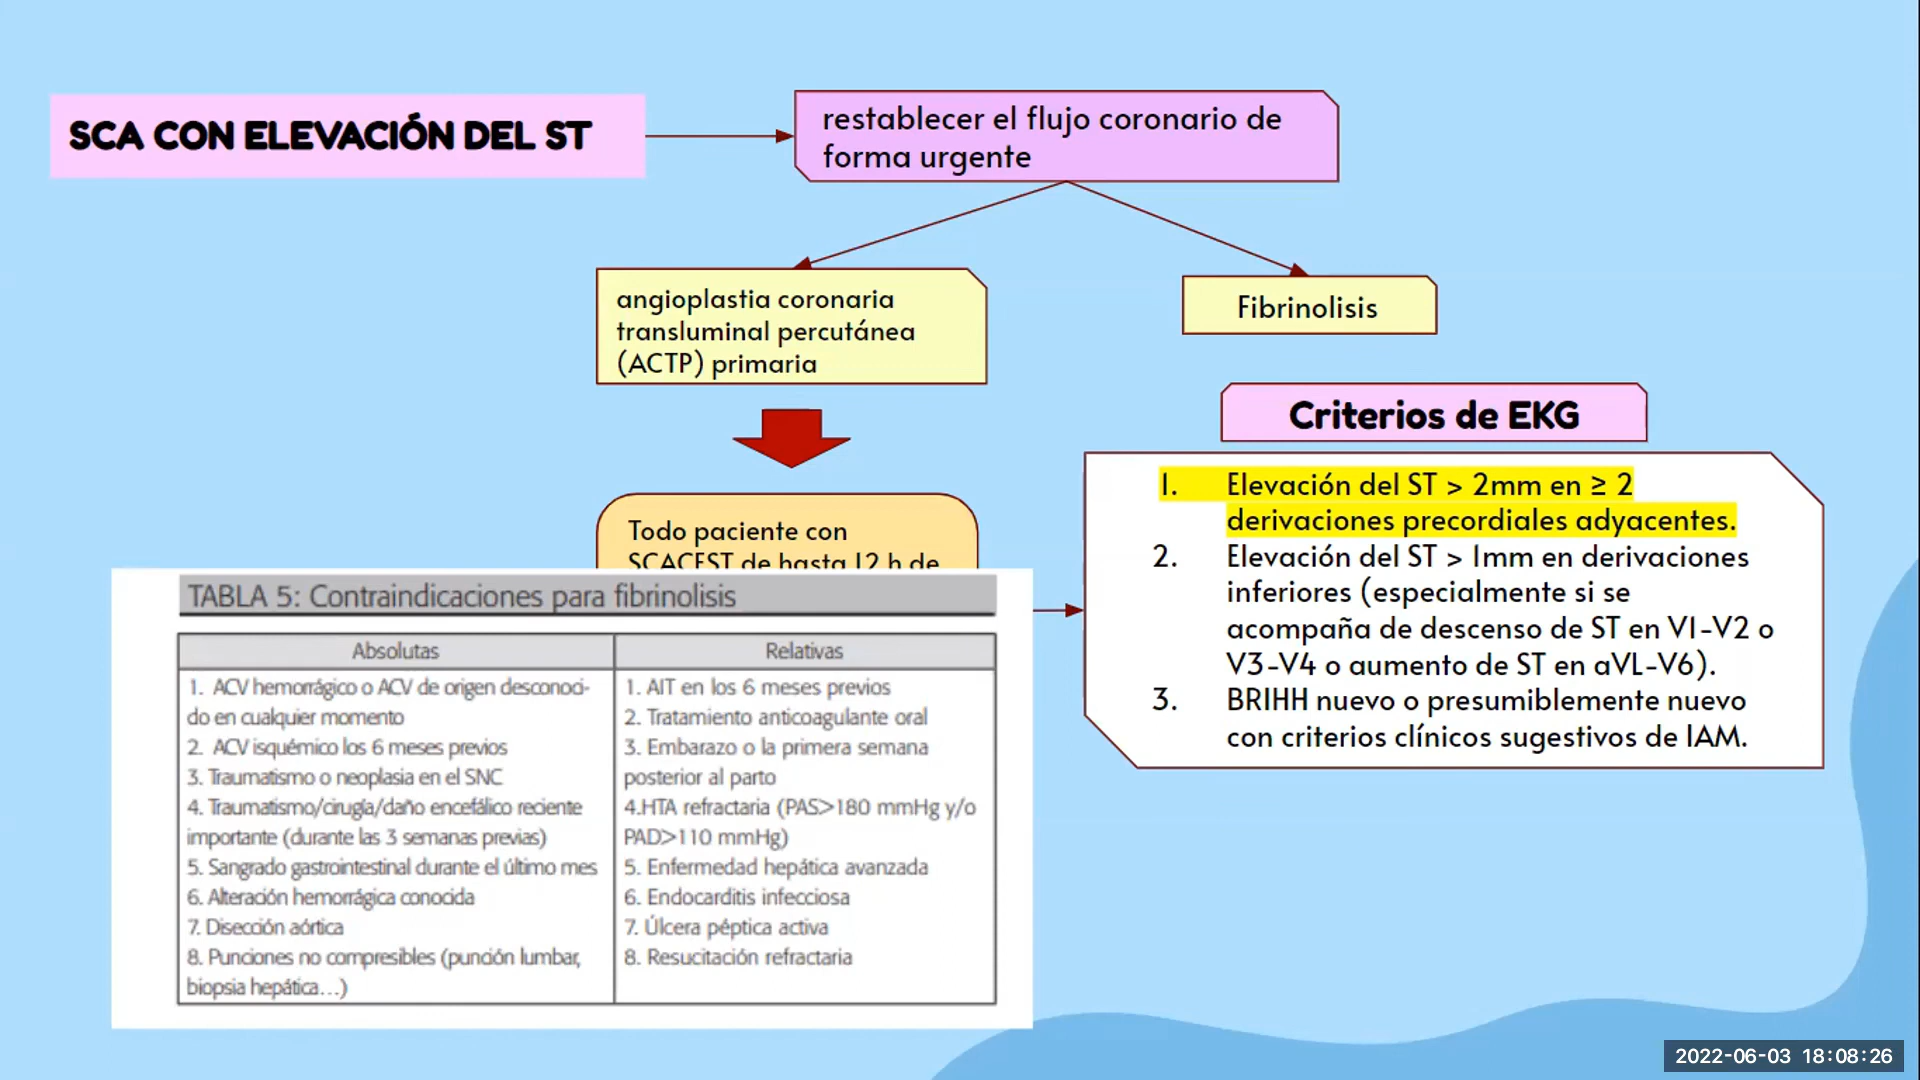 SCA CON ELEVACIÓN DEL ST
restablecer el flujo coronario de
forma urgente
angioplastia coronaria
transluminal percutánea
(ACTP) primaria
Fibrinolisis
Todo paciente con
SCACEST de hasta 12 h de
Criterios de EKG
1. Elevación del ST > 2mm en ≥ 2
derivaciones precordiales adyacentes.
2. Elevación del ST > 1mm en derivaciones
inferiores (especialmente si se
acompaña de descenso de ST en V1-V2 o
V3-V4 o aumento de ST en aVL-V6).
3. BRIHH nuevo o presumiblemente nuevo
con criterios clínicos sugestivos de IAM.
TABLA 5: Contraindicaciones para fibrinolisis
Absolutas
1. ACV hemorrágico o ACV de origen desconoci-
do en cualquier momento
2. ACV isquémico los 6 meses previos
3. Traumatismo o neoplasia en el SNC
4. Traumatismo/cirugía/daño encefálico reciente
importante (durante las 3 semanas previas)
5. Sangrado gastrointestinal durante el último mes
6. Alteración hemorrágica conocida
7. Disección aórtica
8. Punciones no compresibles (punción lumbar,
biopsia hepática...)
Relativas
1. AIT en los 6 meses previos
2. Tratamiento anticoagulante oral
3. Embarazo o la primera semana
posterior al parto
4.HTA refractaria (PAS>180 mmHg y/o
PAD>110 mmHg)
5. Enfermedad hepática avanzada
6. Endocarditis infecciosa
7. Úlcera péptica activa
8. Resucitación refractaria
2022-06-03 18:08:26